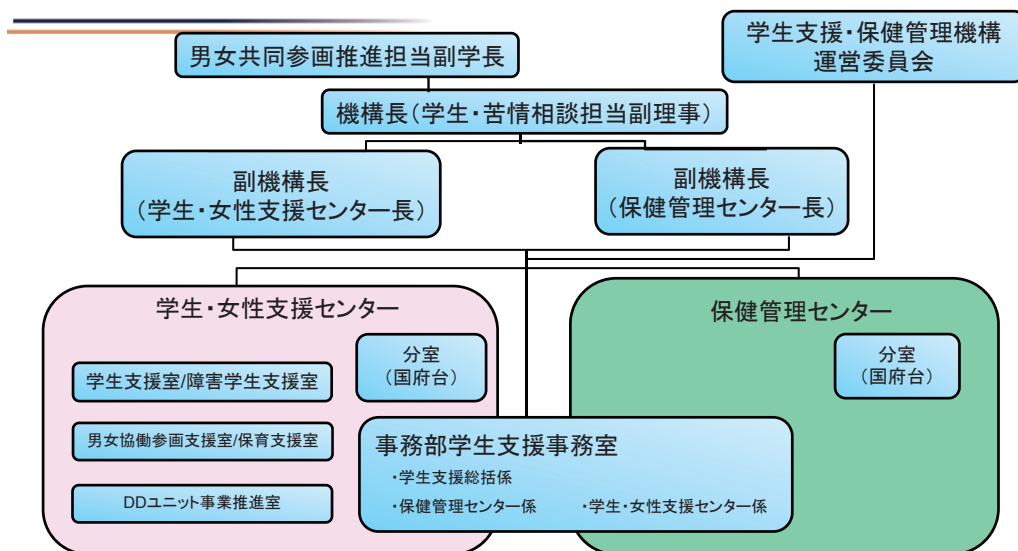 男女共同参画推進担当副学長
学生支援・保健管理機構
運営委員会
機構長(学生・苦情相談担当副理事)
副機構長
(学生・女性支援センター長)
副機構長
(保健管理センター長)
学生・女性支援センター
分室
(国府台)
学生支援室/障害学生支援室
男女協働参画支援室/保育支援室
DDユニット事業推進室
保健管理センター
分室
(国府台)
事務部学生支援事務室
・学生支援総括係
・保健管理センター係 ・学生・女性支援センター係